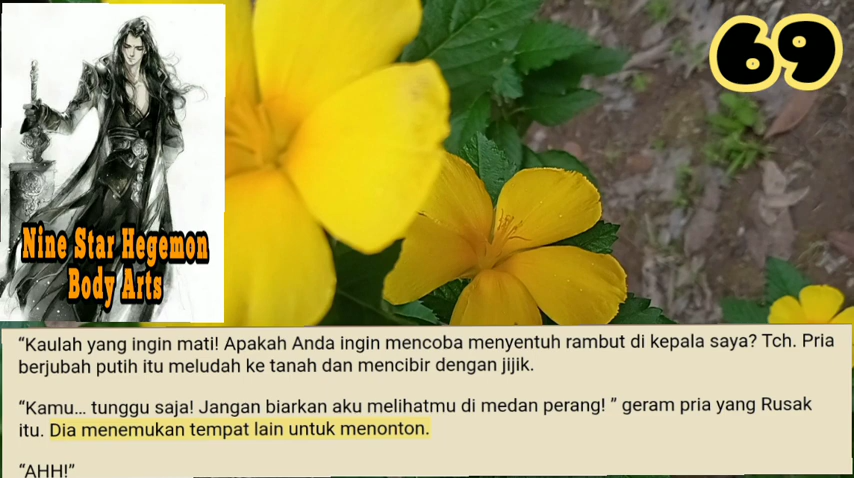 69
Nine Star Hegemon
Body Arts
“Kaulah yang ingin mati! Apakah Anda ingin mencoba menyentuh rambut di kepala saya? Tch. Pria
berjubah putih itu meludah ke tanah dan mencibir dengan jijik.
“Kamu… tunggu saja! Jangan biarkan aku melihatmu di medan perang! ” geram pria yang Rusak
itu. Dia menemukan tempat lain untuk menonton.
“AHH!”